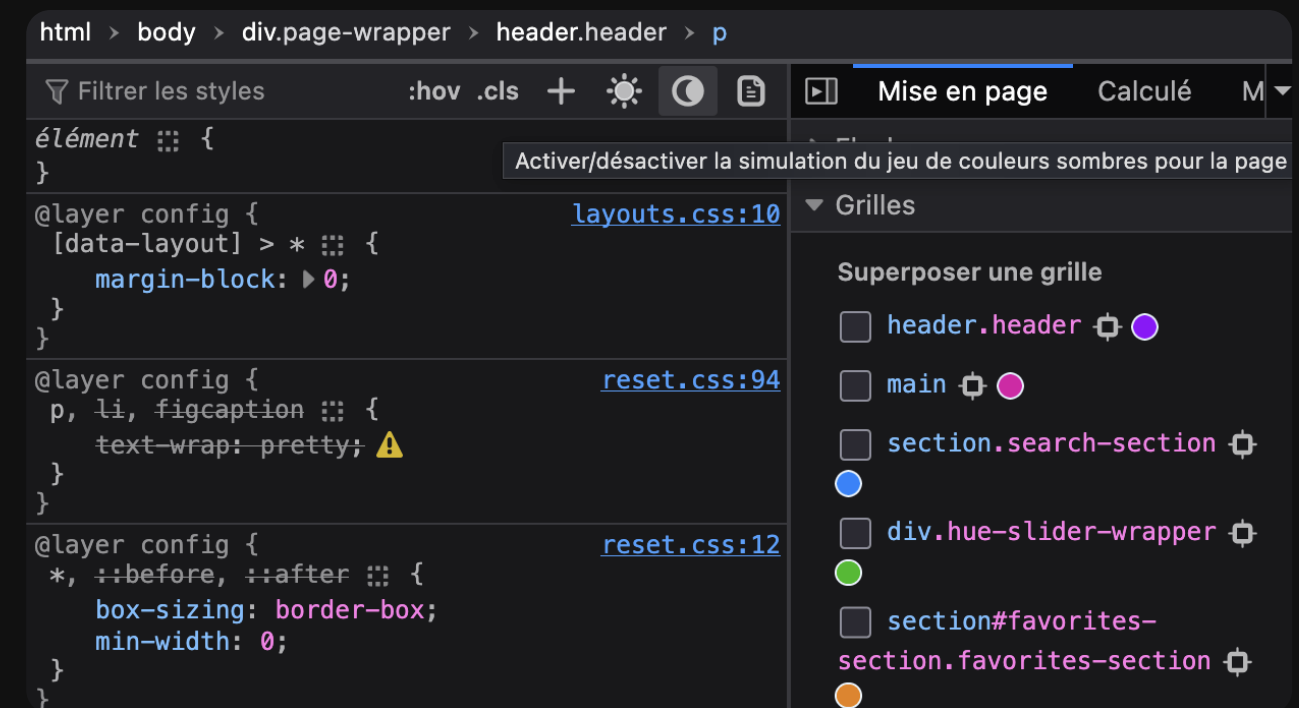 html > body > div.page-wrapper > header.header > p
Filtrer les styles :hov .cls +
Mise en page Calculé M
élément {
}
Activer/désactiver la simulation du jeu de couleurs sombres pour la page
@layer config { layouts.css:10
[data-layout] > * {
margin-block: 0;
}
}
@layer config { reset.css:94
p, li, figcaption {
text-wrap: pretty;
}
}
@layer config { reset.css:12
*, ::before, ::after {
box-sizing: border-box;
min-width: 0;
}
}
Grilles
Superposer une grille
header.header
main
section.search-section
div.hue-slider-wrapper
section#favorites-
section.favorites-section